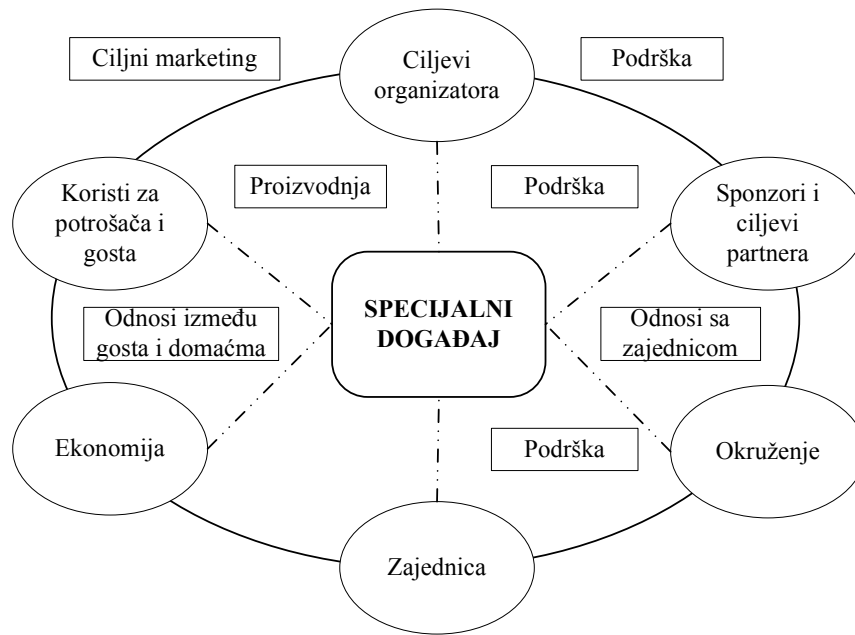 Ciljni marketing
Ciljevi
organizatora
Podrška
Koristi za
potrošača i
gosta
Proizvodnja
Podrška
Sponzori i
ciljevi
partnera
SPECIJALNI
DOGAĐAJ
Odnosi između
gosta i domaćma
Odnosi sa
zajednicom
Ekonomija
Podrška
Okruženje
Zajednica